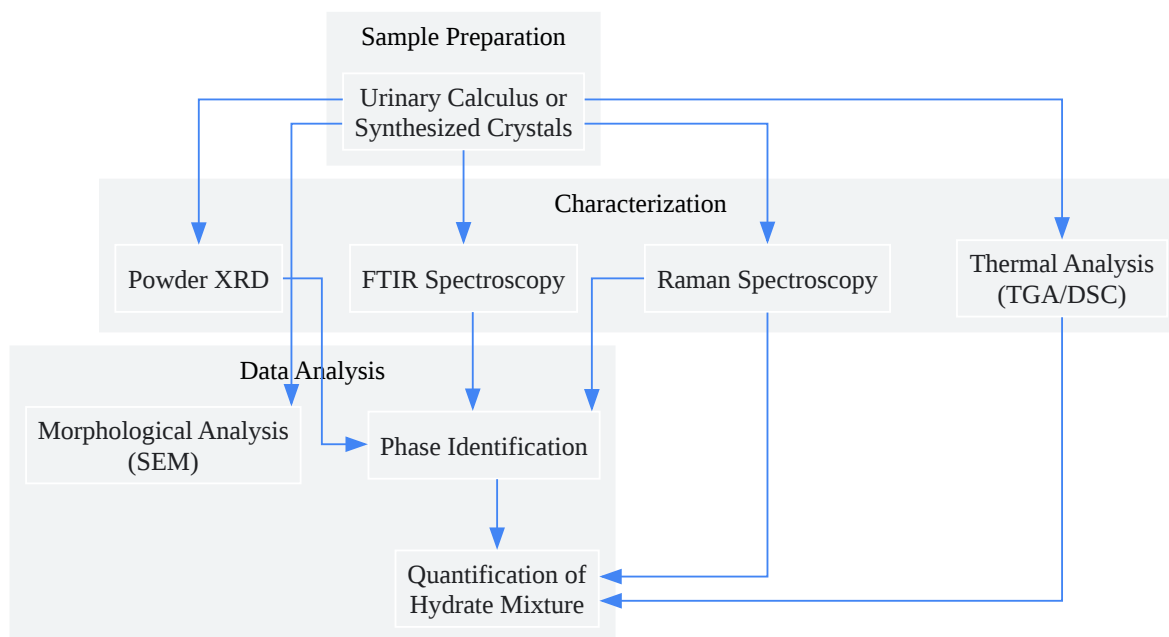 Sample Preparation
Urinary Calculus or
Synthesized Crystals
Characterization
Powder XRD
FTIR Spectroscopy
Raman Spectroscopy
Thermal Analysis
(TGA/DSC)
Data Analysis
Morphological Analysis
(SEM)
Phase Identification
Quantification of
Hydrate Mixture